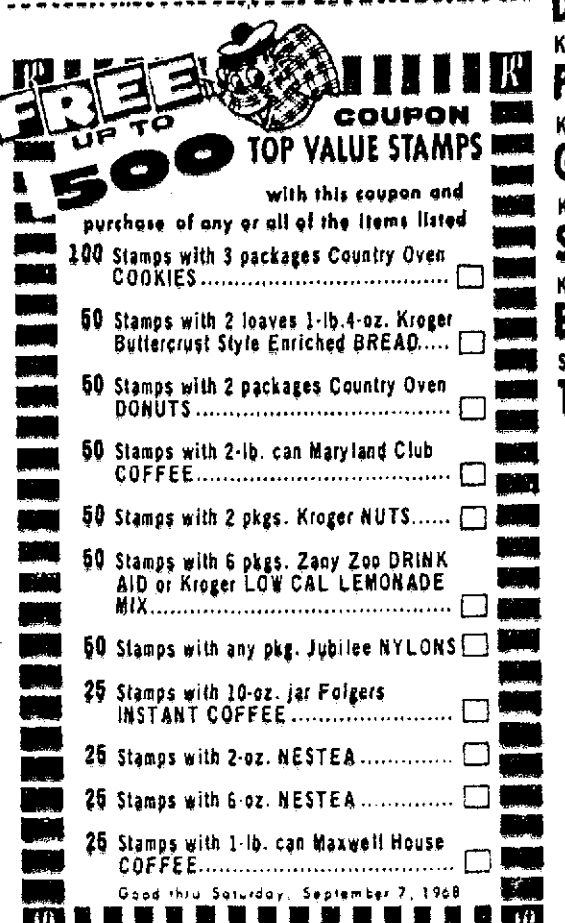 FREE
UP TO
500
COUPON
TOP VALUE STAMPS
with this coupon and
purchase of any or all of the items listed
100 Stamps with 3 packages Country Oven
COOKIES
50 Stamps with 2 loaves 1-lb.4-oz. Kroger
Buttercrust Style Enriched BREAD
50 Stamps with 2 packages Country Oven
DONUTS
50 Stamps with 2-lb. can Maryland Club
COFFEE
50 Stamps with 2 pkgs. Kroger NUTS
50 Stamps with 6 pkgs. Zany Zoo DRINK
AID or Kroger LOW CAL LEMONADE
MIX
50 Stamps with any pkg. Jubilee NYLONS
25 Stamps with 10-oz. jar Folgers
INSTANT COFFEE
25 Stamps with 2-oz. NESTEA
25 Stamps with 6-oz. NESTEA
25 Stamps with 1-lb. can Maxwell House
COFFEE
Good thru Saturday, September 7, 1968